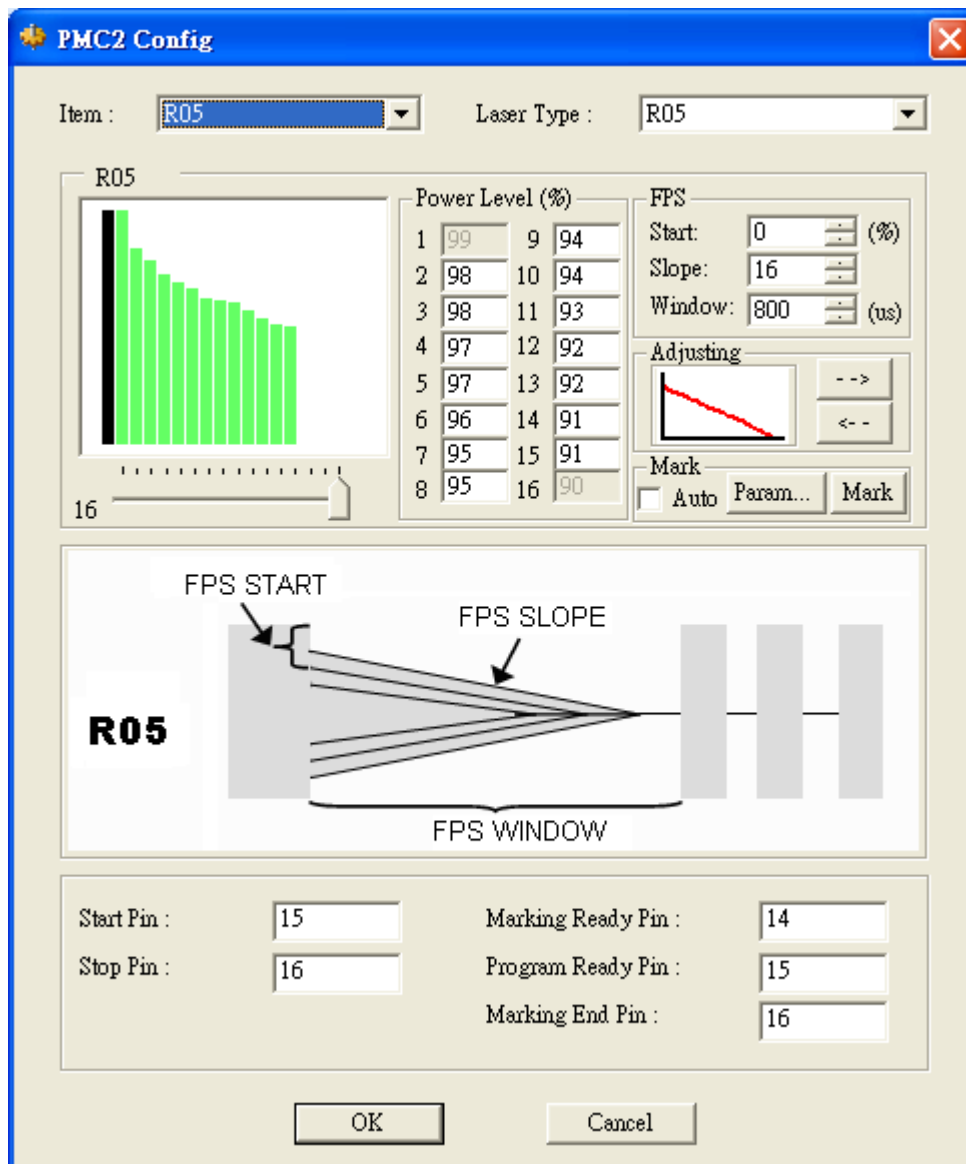 PMC2 Config
Item : R05 Laser Type : R05
R05
16
Power Level (%)
1 99 9 94
2 98 10 94
3 98 11 93
4 97 12 92
5 97 13 92
6 96 14 91
7 95 15 91
8 95 16 90
FPS
Start: 0 (%)
Slope: 16
Window: 800 (us)
Adjusting
-->
<--
Mark
Auto Param... Mark
FPS START
FPS SLOPE
R05
FPS WINDOW
Start Pin : 15 Marking Ready Pin : 14
Stop Pin : 16 Program Ready Pin : 15
Marking End Pin : 16
OK Cancel